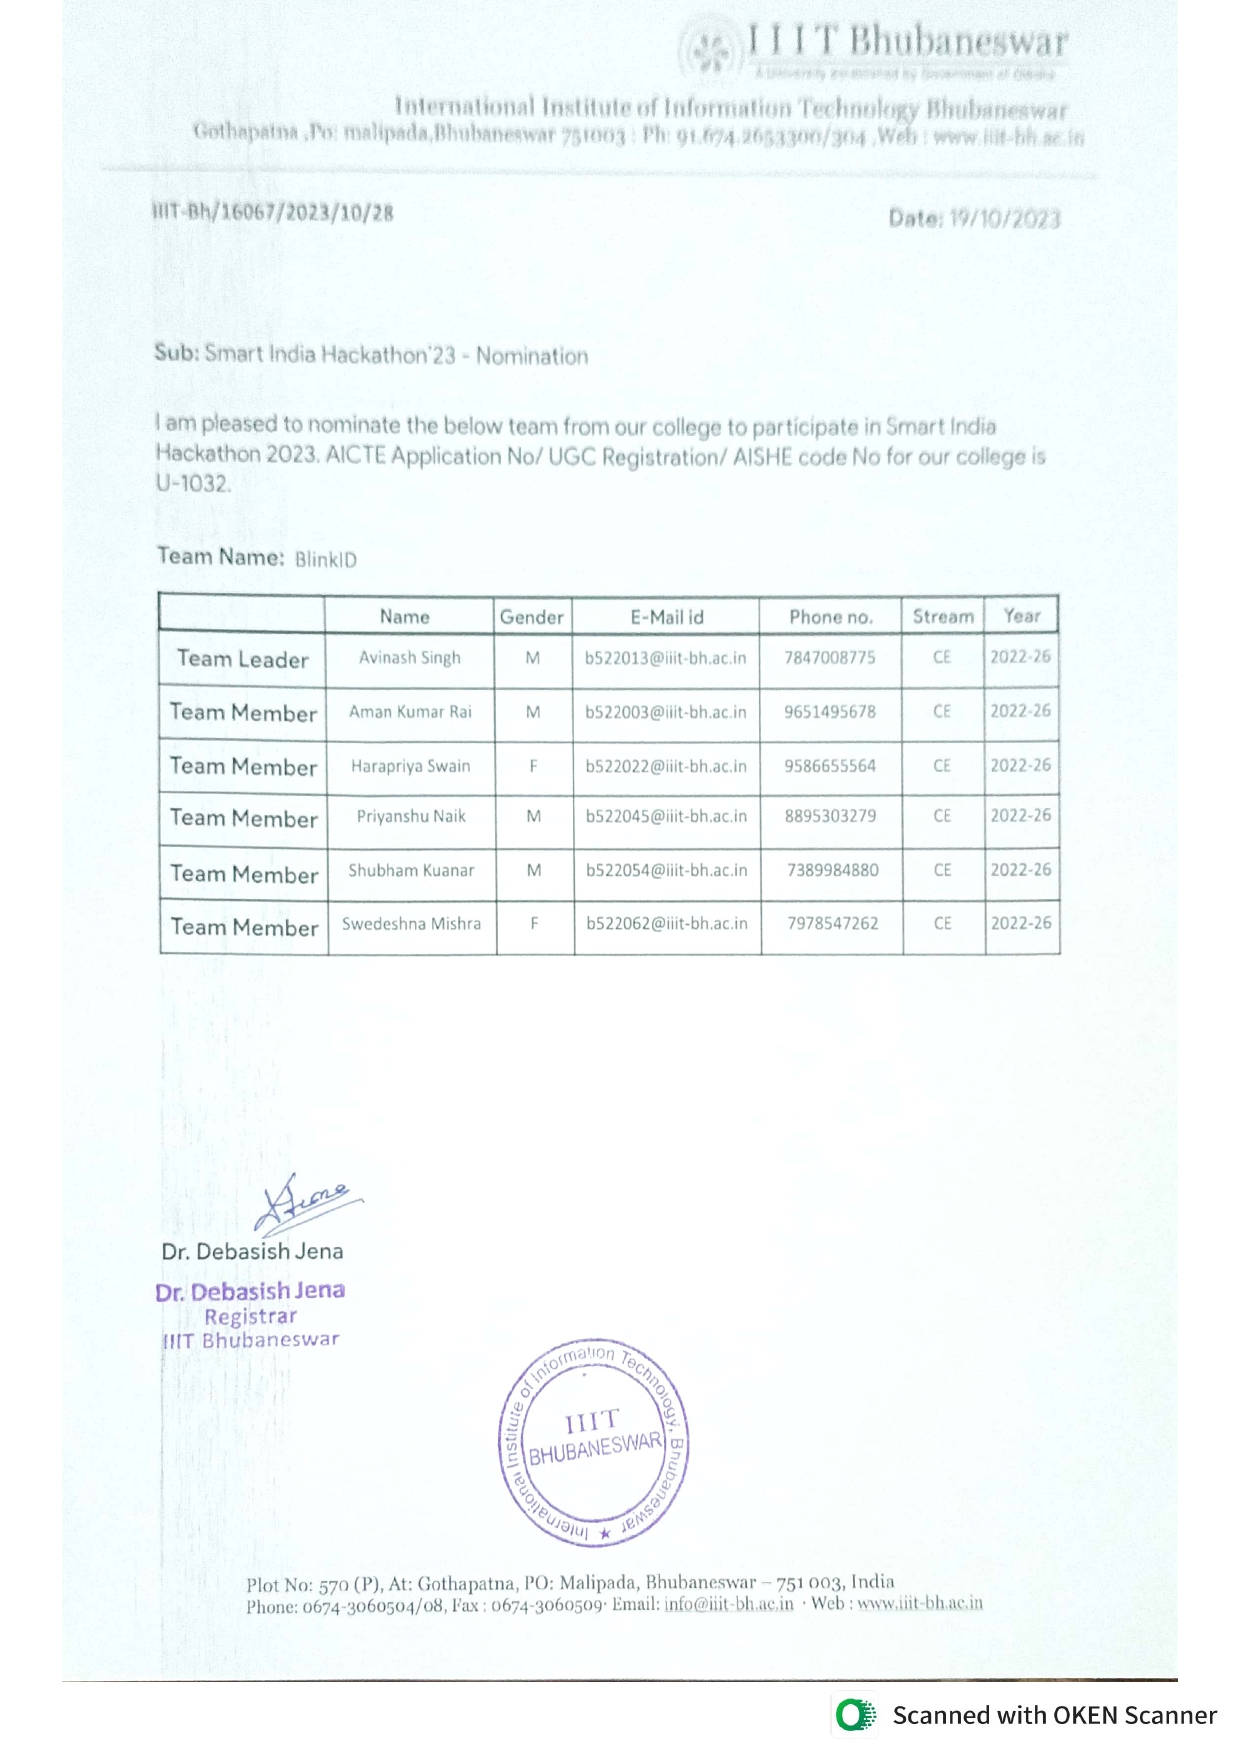 IIIT Bhubaneswar
A University established by Government of Odisha
International Institute of Information Technology Bhubaneswar
Gothapatna ,Po: malipada,Bhubaneswar 751003 : Ph: 91.674.2653300/304 ,Web : www.iiit-bh.ac.in
IIIT-Bh/16067/2023/10/28
Date: 19/10/2023
Sub: Smart India Hackathon'23 - Nomination
I am pleased to nominate the below team from our college to participate in Smart India
Hackathon 2023. AICTE Application No/ UGC Registration/ AISHE code No for our college is
U-1032.
Team Name: BlinkID
Name Gender E-Mail id Phone no. Stream Year
Team Leader Avinash Singh M b522013@iiit-bh.ac.in 7847008775 CE 2022-26
Team Member Aman Kumar Rai M b522003@iiit-bh.ac.in 9651495678 CE 2022-26
Team Member Harapriya Swain F b522022@iiit-bh.ac.in 9586655564 CE 2022-26
Team Member Priyanshu Naik M b522045@iiit-bh.ac.in 8895303279 CE 2022-26
Team Member Shubham Kuanar M b522054@iiit-bh.ac.in 7389984880 CE 2022-26
Team Member Swedeshna Mishra F b522062@iiit-bh.ac.in 7978547262 CE 2022-26
DJena
Dr. Debasish Jena
Dr. Debasish Jena
Registrar
IIIT Bhubaneswar
International Institute of Information Technology, Bhubaneswar ★
IIIT
BHUBANESWAR
Plot No: 570 (P), At: Gothapatna, PO: Malipada, Bhubaneswar – 751 003, India
Phone: 0674-3060504/08, Fax : 0674-3060509· Email: info@iiit-bh.ac.in · Web : www.iiit-bh.ac.in
Scanned with OKEN Scanner